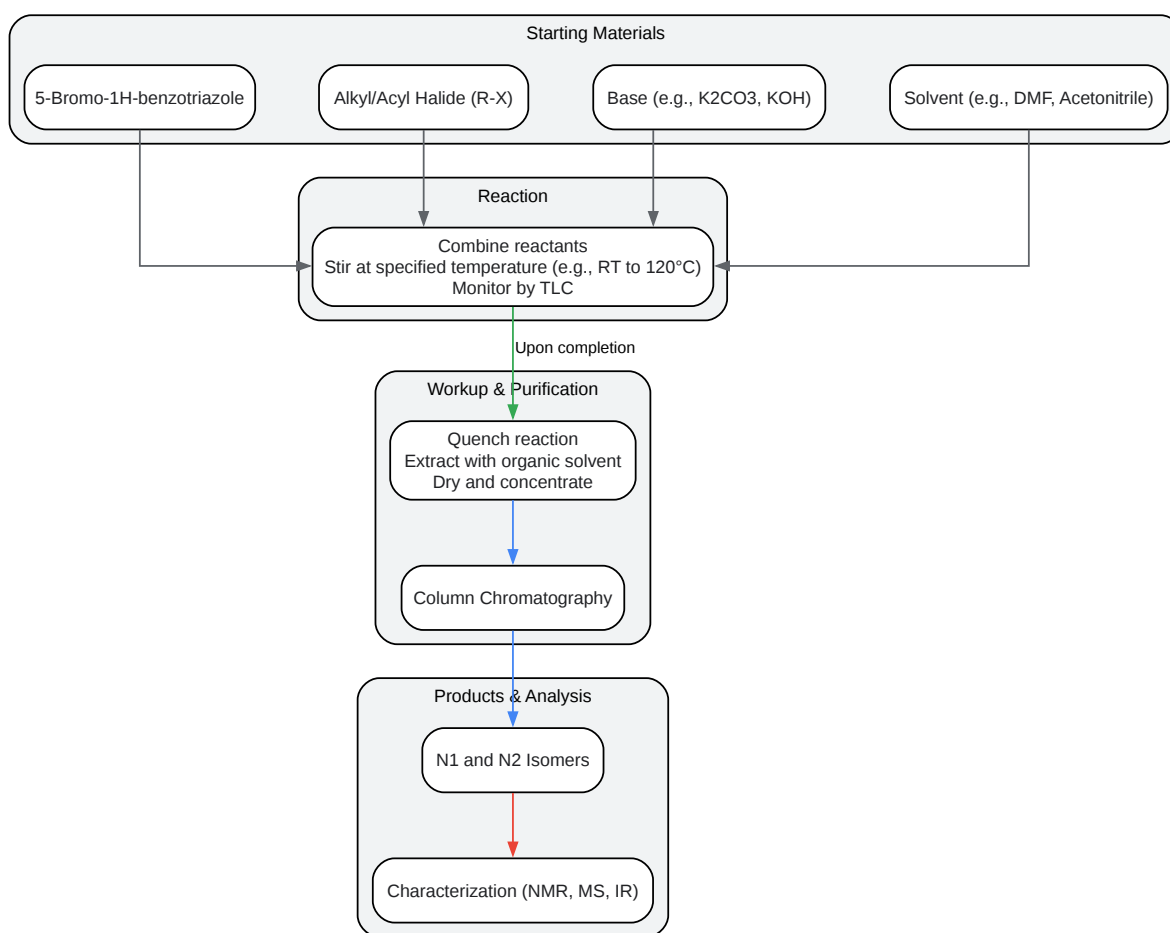 Starting Materials
5-Bromo-1H-benzotriazole
Alkyl/Acyl Halide (R-X)
Base (e.g., K2CO3, KOH)
Solvent (e.g., DMF, Acetonitrile)
Reaction
Combine reactants
Stir at specified temperature (e.g., RT to 120°C)
Monitor by TLC
Upon completion
Workup & Purification
Quench reaction
Extract with organic solvent
Dry and concentrate
Column Chromatography
Products & Analysis
N1 and N2 Isomers
Characterization (NMR, MS, IR)